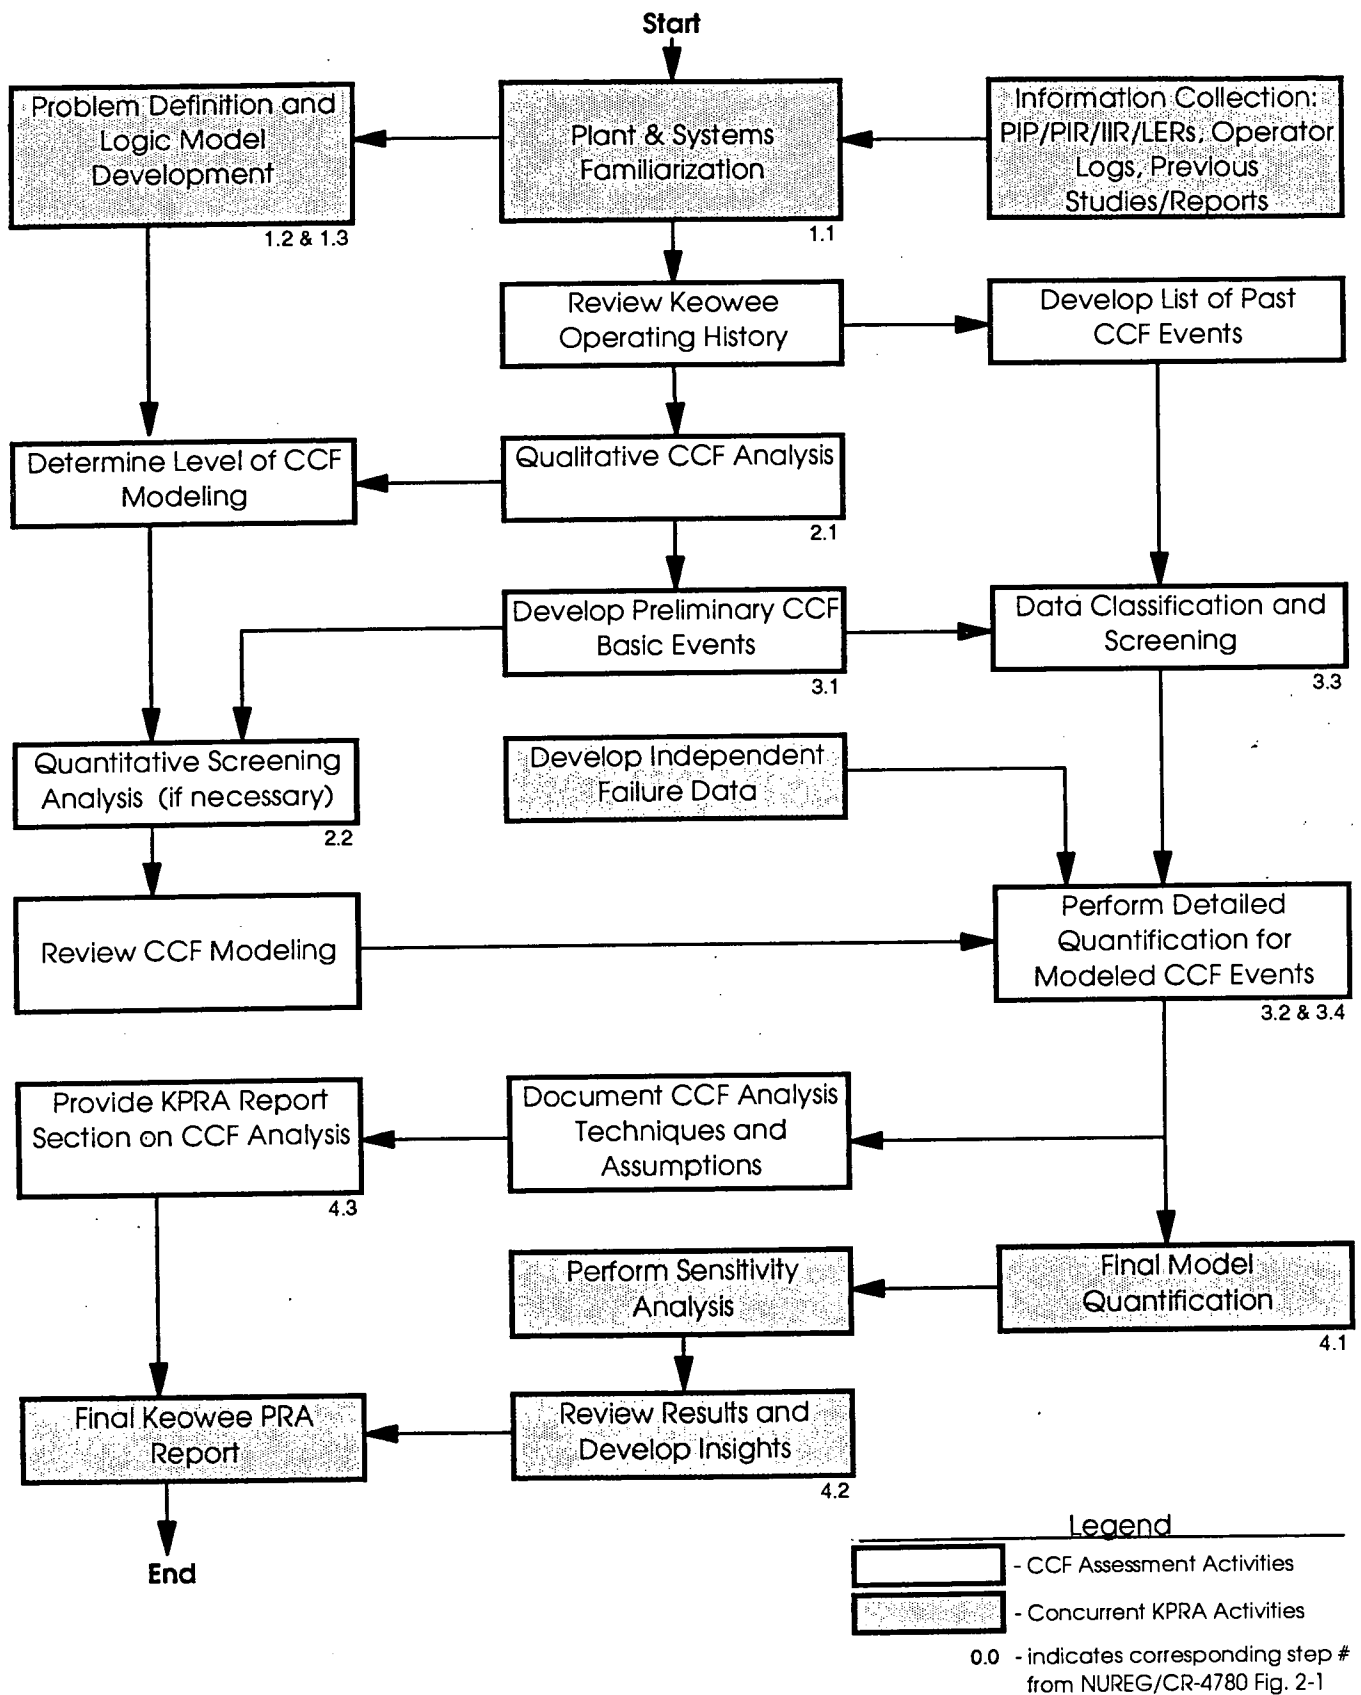 Start
Problem Definition and
Logic Model
Development
1.2 & 1.3
Plant & Systems
Familiarization
1.1
Information Collection:
PIP/PIR/IIR/LERs, Operator
Logs, Previous
Studies/Reports
Review Keowee
Operating History
Develop List of Past
CCF Events
Determine Level of CCF
Modeling
Qualitative CCF Analysis
2.1
Develop Preliminary CCF
Basic Events
3.1
Data Classification and
Screening
3.3
Quantitative Screening
Analysis (if necessary)
2.2
Develop Independent
Failure Data
Review CCF Modeling
Perform Detailed
Quantification for
Modeled CCF Events
3.2 & 3.4
Provide KPRA Report
Section on CCF Analysis
4.3
Document CCF Analysis
Techniques and
Assumptions
Perform Sensitivity
Analysis
Final Model
Quantification
4.1
Final Keowee PRA
Report
Review Results and
Develop Insights
4.2
End
Legend
- CCF Assessment Activities
- Concurrent KPRA Activities
0.0 - indicates corresponding step #
from NUREG/CR-4780 Fig. 2-1